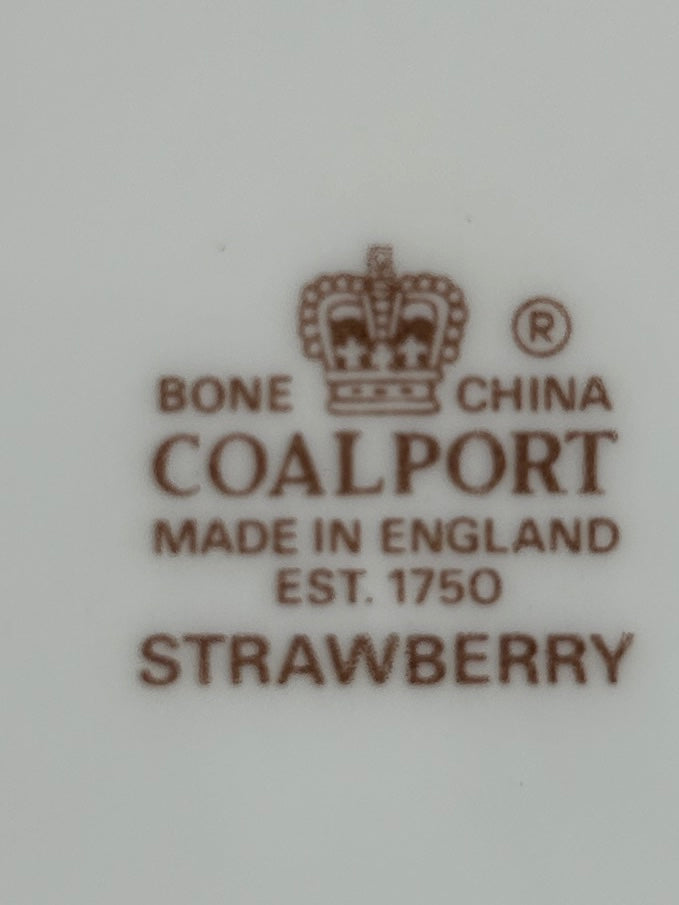 ®
BONE CHINA
COALPORT
MADE IN ENGLAND
EST. 1750
STRAWBERRY